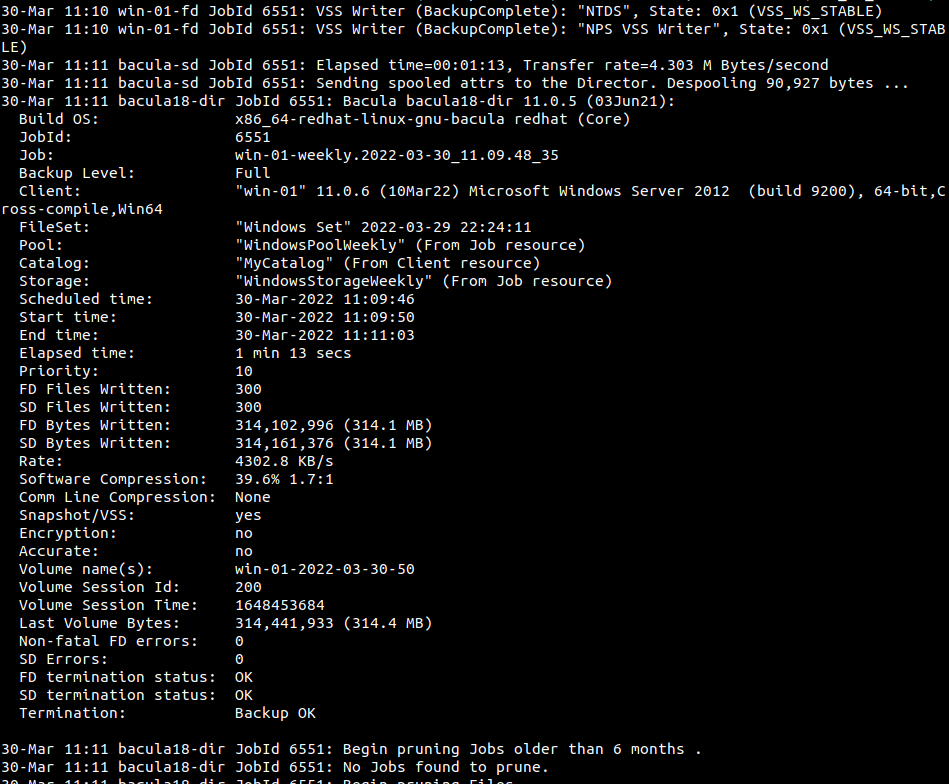 30-Mar 11:10 win-01-fd JobId 6551: VSS Writer (BackupComplete): "NTDS", State: 0x1 (VSS_WS_STABLE)
30-Mar 11:10 win-01-fd JobId 6551: VSS Writer (BackupComplete): "NPS VSS Writer", State: 0x1 (VSS_WS_STAB
LE)
30-Mar 11:11 bacula-sd JobId 6551: Elapsed time=00:01:13, Transfer rate=4.303 M Bytes/second
30-Mar 11:11 bacula-sd JobId 6551: Sending spooled attrs to the Director. Despooling 90,927 bytes ...
30-Mar 11:11 bacula18-dir JobId 6551: Bacula bacula18-dir 11.0.5 (03Jun21):
  Build OS:               x86_64-redhat-linux-gnu-bacula redhat (Core)
  JobId:                  6551
  Job:                    win-01-weekly.2022-03-30_11.09.48_35
  Backup Level:           Full
  Client:                 "win-01" 11.0.6 (10Mar22) Microsoft Windows Server 2012  (build 9200), 64-bit,C
ross-compile,Win64
  FileSet:                "Windows Set" 2022-03-29 22:24:11
  Pool:                   "WindowsPoolWeekly" (From Job resource)
  Catalog:                "MyCatalog" (From Client resource)
  Storage:                "WindowsStorageWeekly" (From Job resource)
  Scheduled time:         30-Mar-2022 11:09:46
  Start time:             30-Mar-2022 11:09:50
  End time:               30-Mar-2022 11:11:03
  Elapsed time:           1 min 13 secs
  Priority:               10
  FD Files Written:       300
  SD Files Written:       300
  FD Bytes Written:       314,102,996 (314.1 MB)
  SD Bytes Written:       314,161,376 (314.1 MB)
  Rate:                   4302.8 KB/s
  Software Compression:   39.6% 1.7:1
  Comm Line Compression:  None
  Snapshot/VSS:           yes
  Encryption:             no
  Accurate:               no
  Volume name(s):         win-01-2022-03-30-50
  Volume Session Id:      200
  Volume Session Time:    1648453684
  Last Volume Bytes:      314,441,933 (314.4 MB)
  Non-fatal FD errors:    0
  SD Errors:              0
  FD termination status:  OK
  SD termination status:  OK
  Termination:            Backup OK
30-Mar 11:11 bacula18-dir JobId 6551: Begin pruning Jobs older than 6 months .
30-Mar 11:11 bacula18-dir JobId 6551: No Jobs found to prune.
30-Mar 11:11 bacula18-dir JobId 6551: Begin pruning Files.